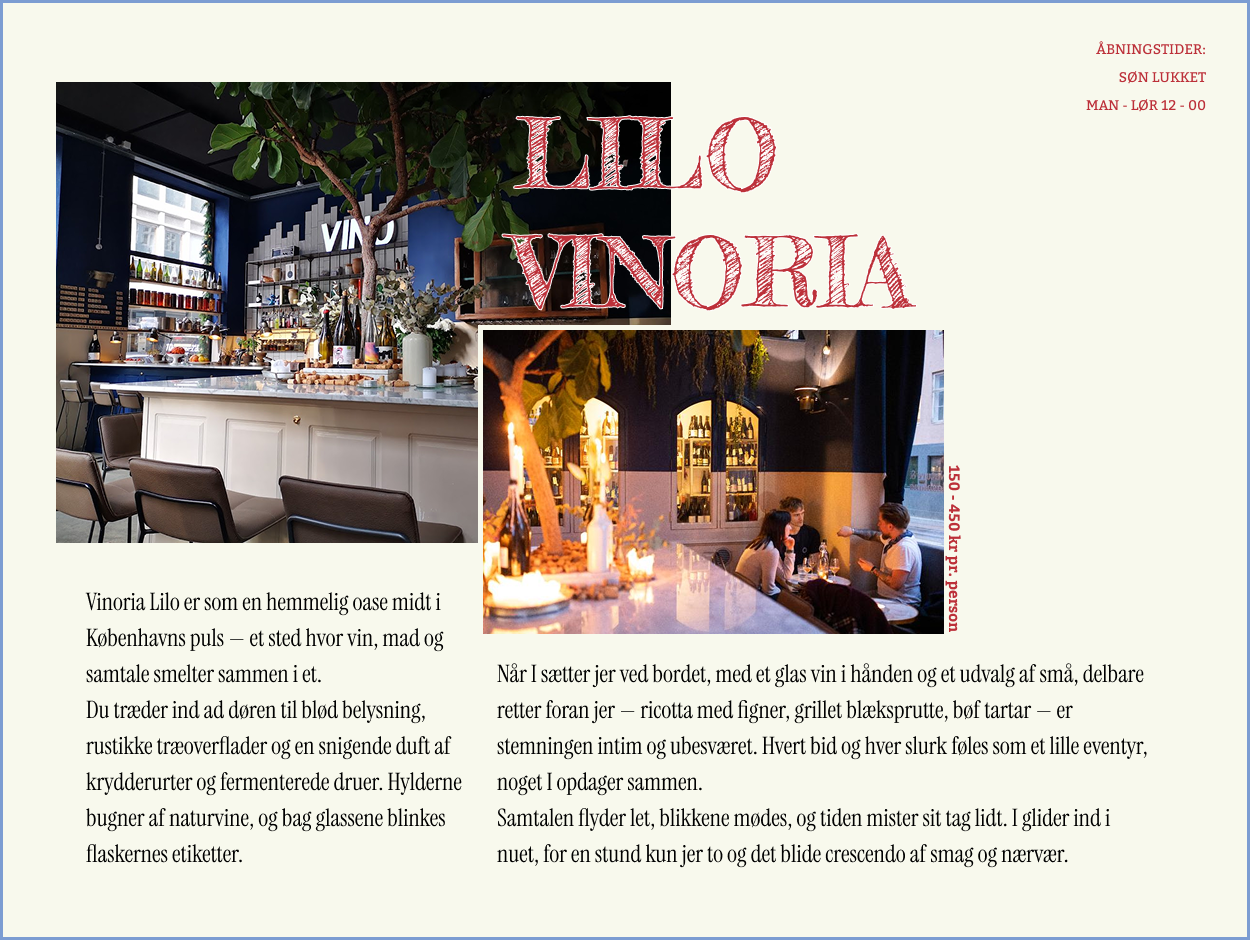 ÅBNINGSTIDER:
SØN LUKKET
MAN - LØR 12 - 00
LILO
VINORIA
VINO
150 - 450 kr pr. person
Vinoria Lilo er som en hemmelig oase midt i
Københavns puls — et sted hvor vin, mad og
samtale smelter sammen i et.
Du træder ind ad døren til blød belysning,
rustikke træoverflader og en snigende duft af
krydderurter og fermenterede druer. Hylderne
bugner af naturvine, og bag glassene blinkes
flaskernes etiketter.
Når I sætter jer ved bordet, med et glas vin i hånden og et udvalg af små, delbare
retter foran jer — ricotta med figner, grillet blæksprutte, bøf tartar — er
stemningen intim og ubesværet. Hvert bid og hver slurk føles som et lille eventyr,
noget I opdager sammen.
Samtalen flyder let, blikkene mødes, og tiden mister sit tag lidt. I glider ind i
nuet, for en stund kun jer to og det blide crescendo af smag og nærvær.